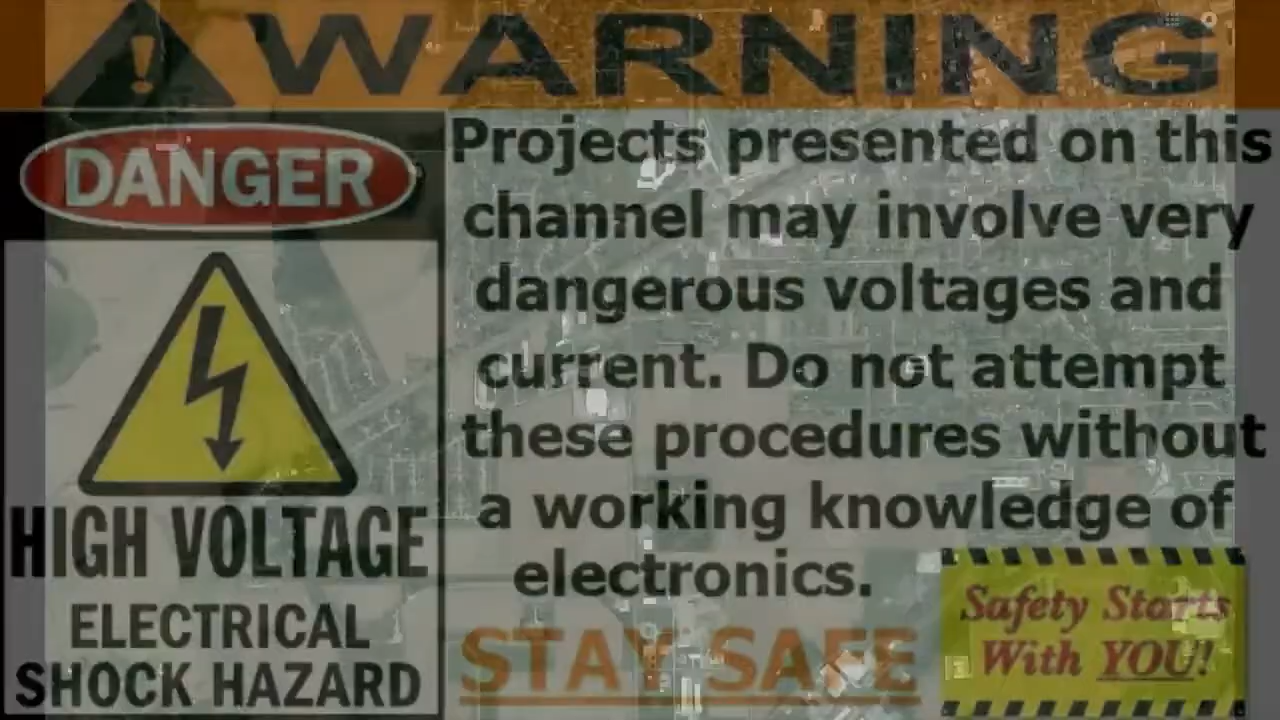 WARNING
DANGER
HIGH VOLTAGE
ELECTRICAL
SHOCK HAZARD
Projects presented on this
channel may involve very
dangerous voltages and
current. Do not attempt
these procedures without
a working knowledge of
electronics.
STAY SAFE
Safety Starts
With YOU!